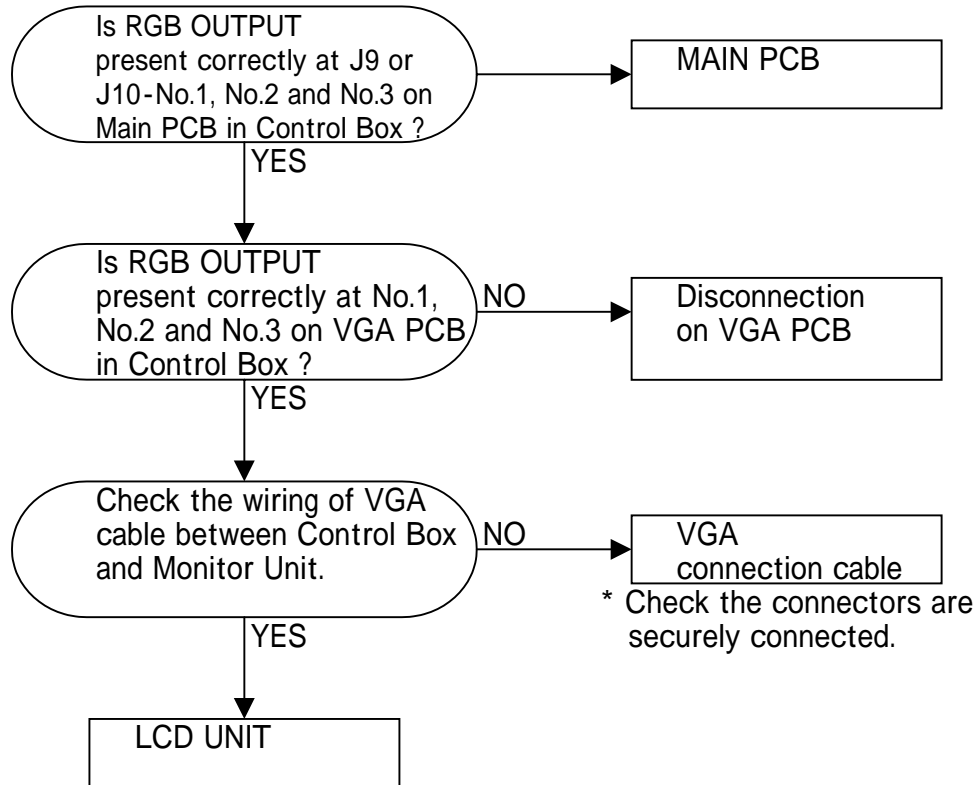 Is RGB OUTPUT
present correctly at J9 or
J10-No.1, No.2 and No.3 on
Main PCB in Control Box ?
MAIN PCB
YES
Is RGB OUTPUT
present correctly at No.1,
No.2 and No.3 on VGA PCB
in Control Box ?
NO
Disconnection
on VGA PCB
YES
Check the wiring of VGA
cable between Control Box
and Monitor Unit.
NO
VGA
connection cable
* Check the connectors are
securely connected.
YES
LCD UNIT